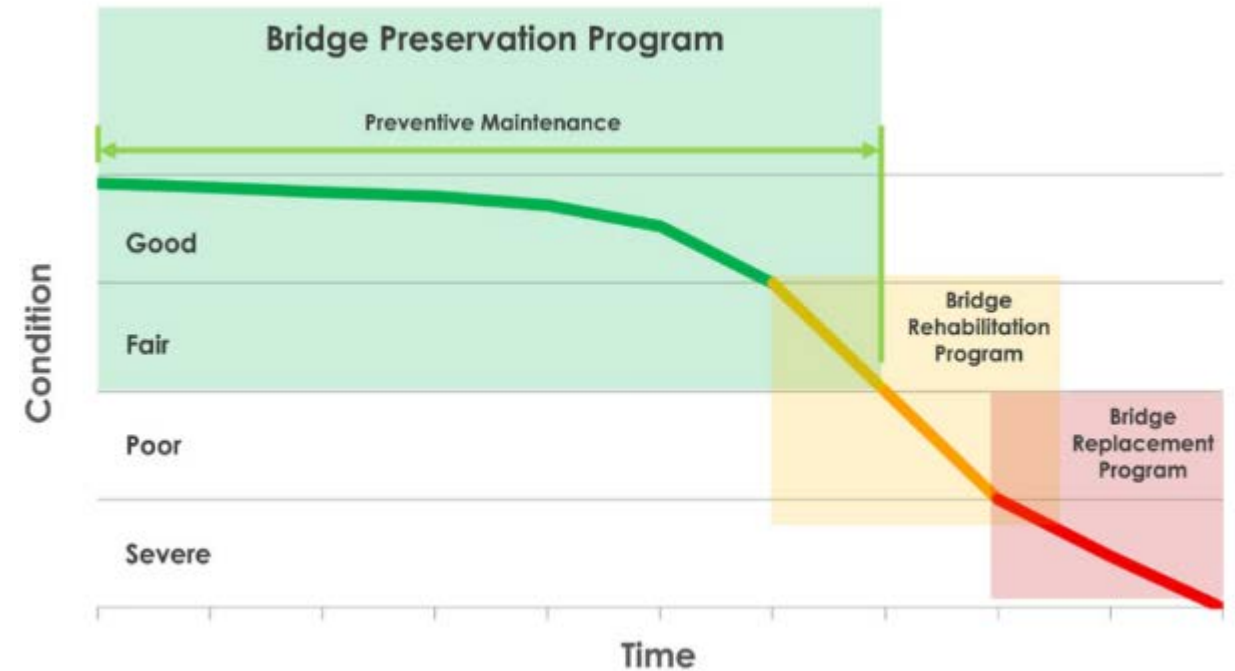 Bridge Preservation Program
Preventive Maintenance
Good
Fair
Poor
Severe
Condition
Bridge
Rehabilitation
Program
Bridge
Replacement
Program
Time